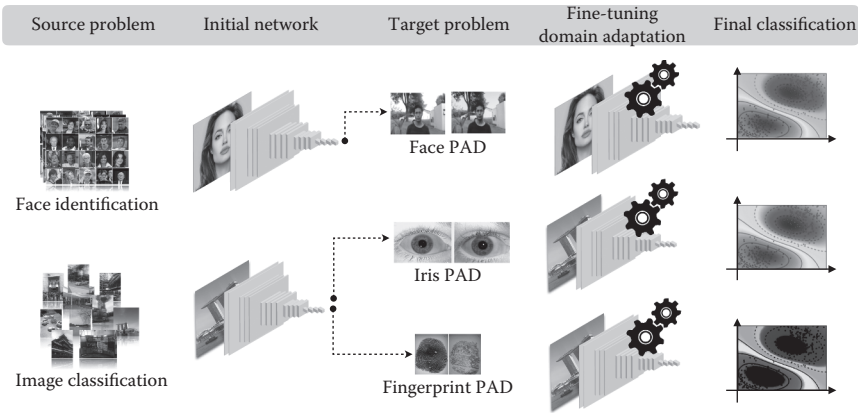 Source problem
Initial network
Target problem
Fine-tuning
domain adaptation
Final classification
Face identification
Face PAD
Iris PAD
Image classification
Fingerprint PAD